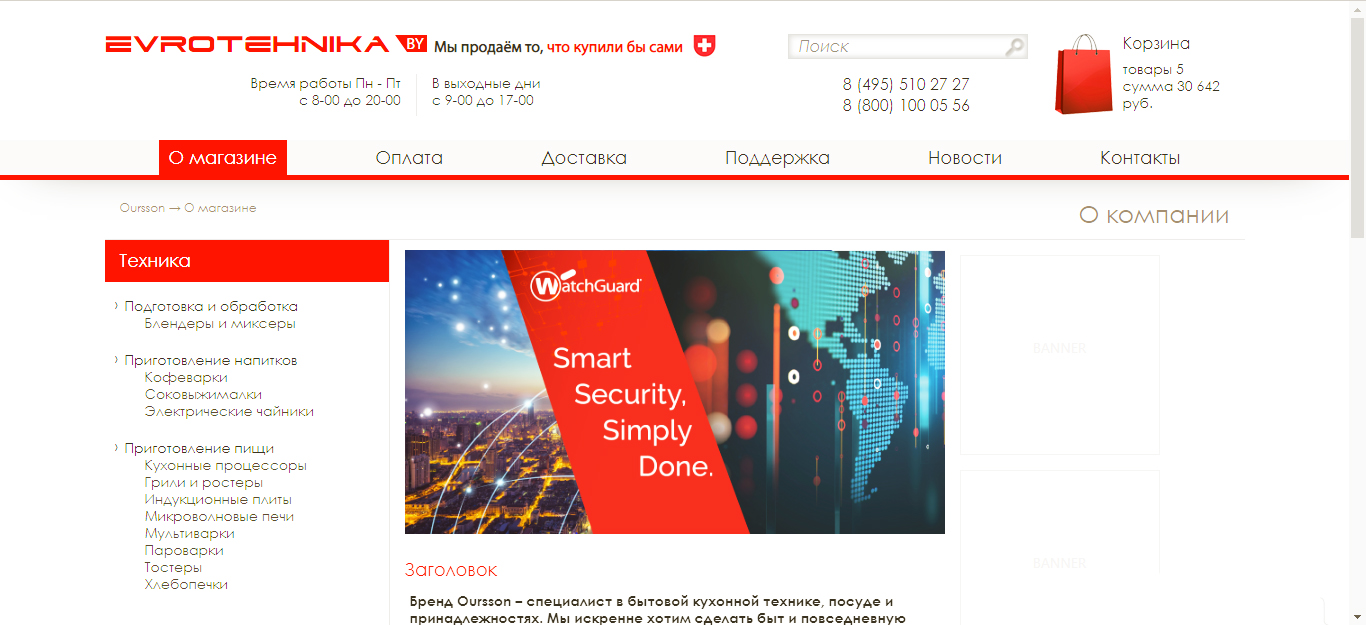 EVROTEHNIKA BY Мы продаём то, что купили бы сами
Поиск
Корзина
товары 5
сумма 30 642
руб.
Время работы Пн - Пт
с 8-00 до 20-00
В выходные дни
с 9-00 до 17-00
8 (495) 510 27 27
8 (800) 100 05 56
О магазине Оплата Доставка Поддержка Новости Контакты
Oursson → О магазине
О компании
Техника
› Подготовка и обработка
Блендеры и миксеры
› Приготовление напитков
Кофеварки
Соковыжималки
Электрические чайники
› Приготовление пищи
Кухонные процессоры
Грили и ростеры
Индукционные плиты
Микроволновые печи
Мультиварки
Пароварки
Тостеры
Хлебопечки
WatchGuard
Smart
Security,
Simply
Done.
Заголовок
Бренд Oursson – специалист в бытовой кухонной технике, посуде и
принадлежностях. Мы искренне хотим сделать быт и повседневную
BANNER
BANNER